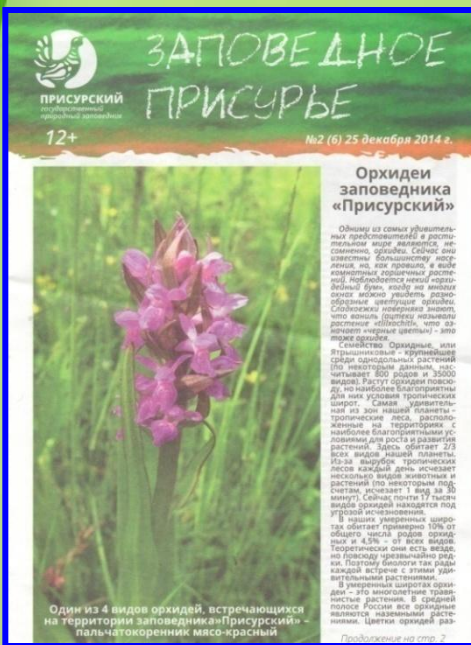 ПРИСУРСКИЙ
государственный
природный заповедник
ЗАПОВЕДНОЕ
ПРИСУРЬЕ
12+
№2 (6) 25 декабря 2014 г.
Орхидеи
заповедника
«Присурский»
Одними из самых удивитель-
ных представителей в расти-
тельном мире являются, не-
сомненно, орхидеи. Сейчас они
известны большинству насе-
ления, но, как правило, в виде
комнатных горшечных расте-
ний. Наблюдается некий «орхи-
дейный бум», когда на многих
окнах можно увидеть разно-
образные цветущие орхидеи.
Сладкоежки наверняка знают,
что ваниль (ацтеки называли
растение «tlilxochitl», что оз-
начает «черные цветы») – это
тоже орхидея.
Семейство Орхидные, или
Ятрышниковые – крупнейшее
среди однодольных растений
(по некоторым данным, нас-
читывает 800 родов и 35000
видов). Растут орхидеи повсю-
ду, но наиболее благоприятны
для них условия тропических
широт. Самая удивитель-
ная из зон нашей планеты -
тропические леса, располо-
женные на территориях с
наиболее благоприятными ус-
ловиями для роста и развития
растений. Здесь обитает 2/3
всех видов нашей планеты.
Из-за вырубок тропических
лесов каждый день исчезает
несколько видов животных и
растений (по некоторым под-
счетам, исчезает 1 вид за 30
минут). Сейчас почти 17 тысяч
видов орхидей находятся под
угрозой исчезновения.
В наших умеренных широ-
тах обитает примерно 10% от
общего числа родов орхид-
ных и 4,5% – от всех видов.
Теоретически они есть везде,
но повсюду чрезвычайно ред-
ки. Поэтому биологи так рады
каждой встрече с этими уди-
вительными растениями.
В умеренных широтах орхи-
деи – это многолетние травя-
нистые растения. В средней
полосе России все орхидные
являются наземными расте-
ниями. Цветки орхидей раз-
Продолжение на стр. 2
Один из 4 видов орхидей, встречающихся
на территории заповедника»Присурский» –
пальчатокоренник мясо-красный